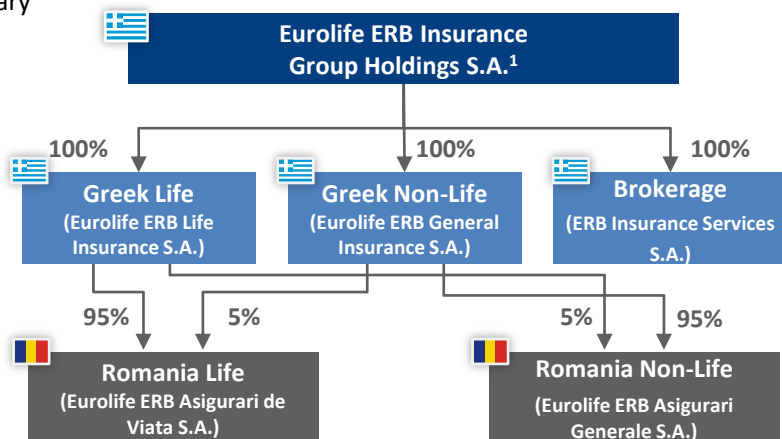 Eurolife ERB Insurance
Group Holdings S.A.1
100%
100%
100%
Greek Life
(Eurolife ERB Life
Insurance S.A.)
Greek Non-Life
(Eurolife ERB General
Insurance S.A.)
Brokerage
(ERB Insurance Services
S.A.)
95%
5%
5%
95%
Romania Life
(Eurolife ERB Asigurari de
Viata S.A.)
Romania Non-Life
(Eurolife ERB Asigurari
Generale S.A.)